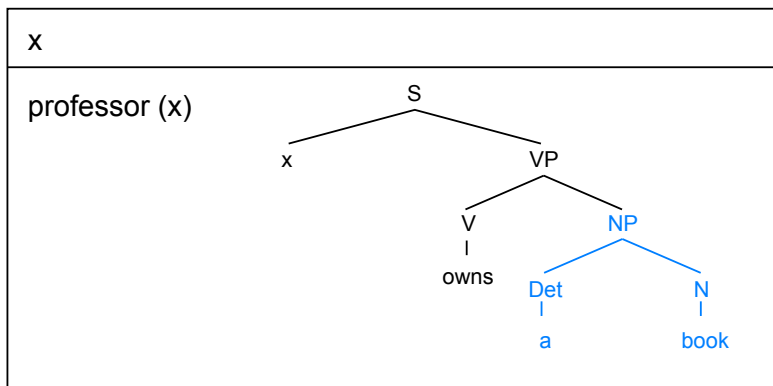 x
professor (x)
S
x VP
V NP
owns Det N
a book